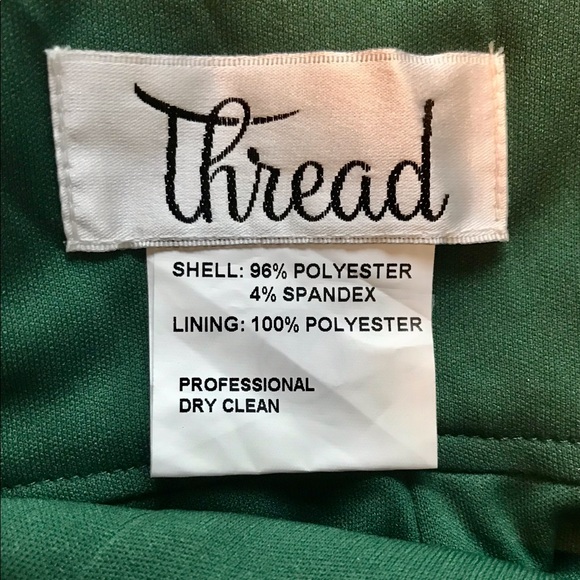 Thread
SHELL: 96% POLYESTER
4% SPANDEX
LINING: 100% POLYESTER
PROFESSIONAL
DRY CLEAN